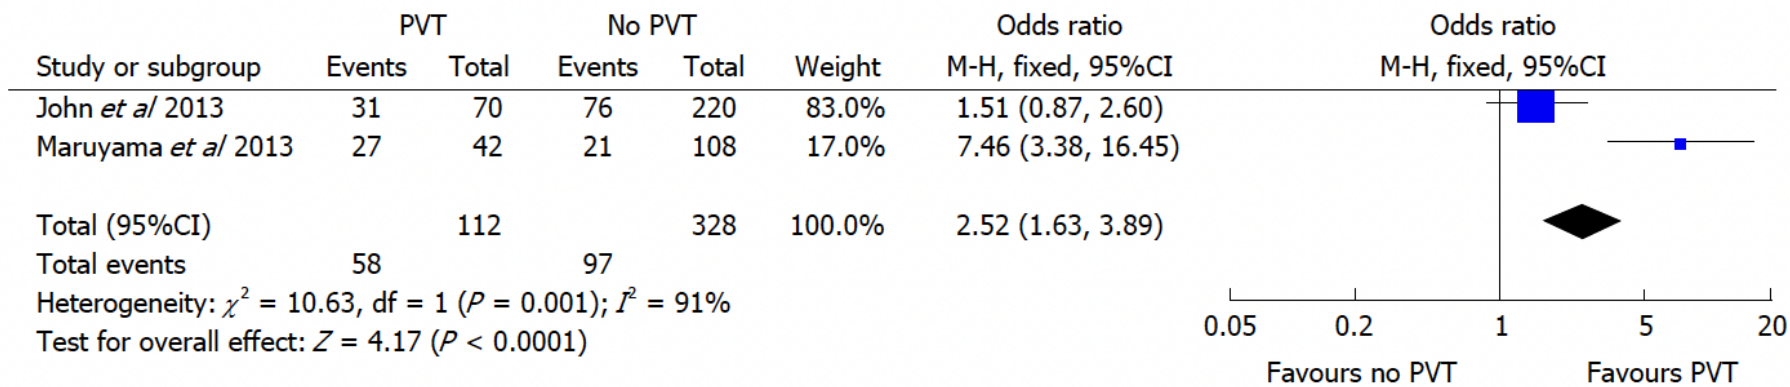 PVT No PVT Odds ratio Odds ratio
Study or subgroup Events Total Events Total Weight M-H, fixed, 95%CI M-H, fixed, 95%CI
John et al 2013 31 70 76 220 83.0% 1.51 (0.87, 2.60)
Maruyama et al 2013 27 42 21 108 17.0% 7.46 (3.38, 16.45)
Total (95%CI) 112 328 100.0% 2.52 (1.63, 3.89)
Total events 58 97
Heterogeneity: χ² = 10.63, df = 1 (P = 0.001); I² = 91%
Test for overall effect: Z = 4.17 (P < 0.0001)
0.05 0.2 1 5 20
Favours no PVT Favours PVT